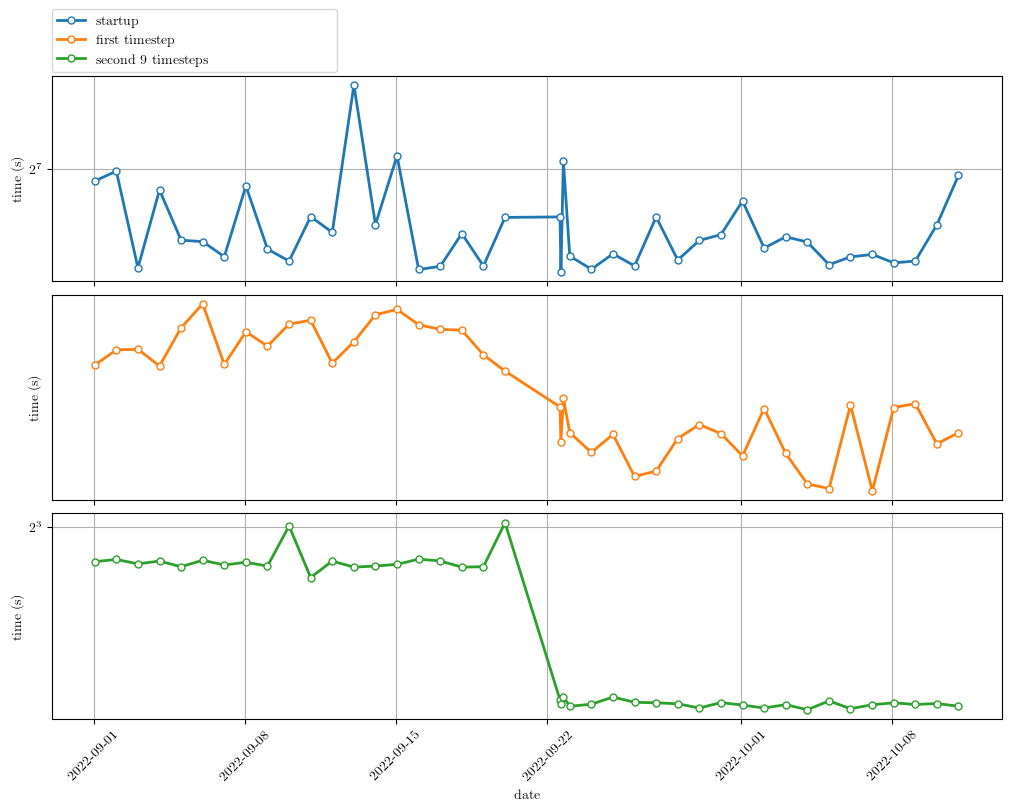 startup
first timestep
second 9 timesteps
time (s)
2⁷
time (s)
time (s)
2³
2022-09-01
2022-09-08
2022-09-15
2022-09-22
2022-10-01
2022-10-08
date